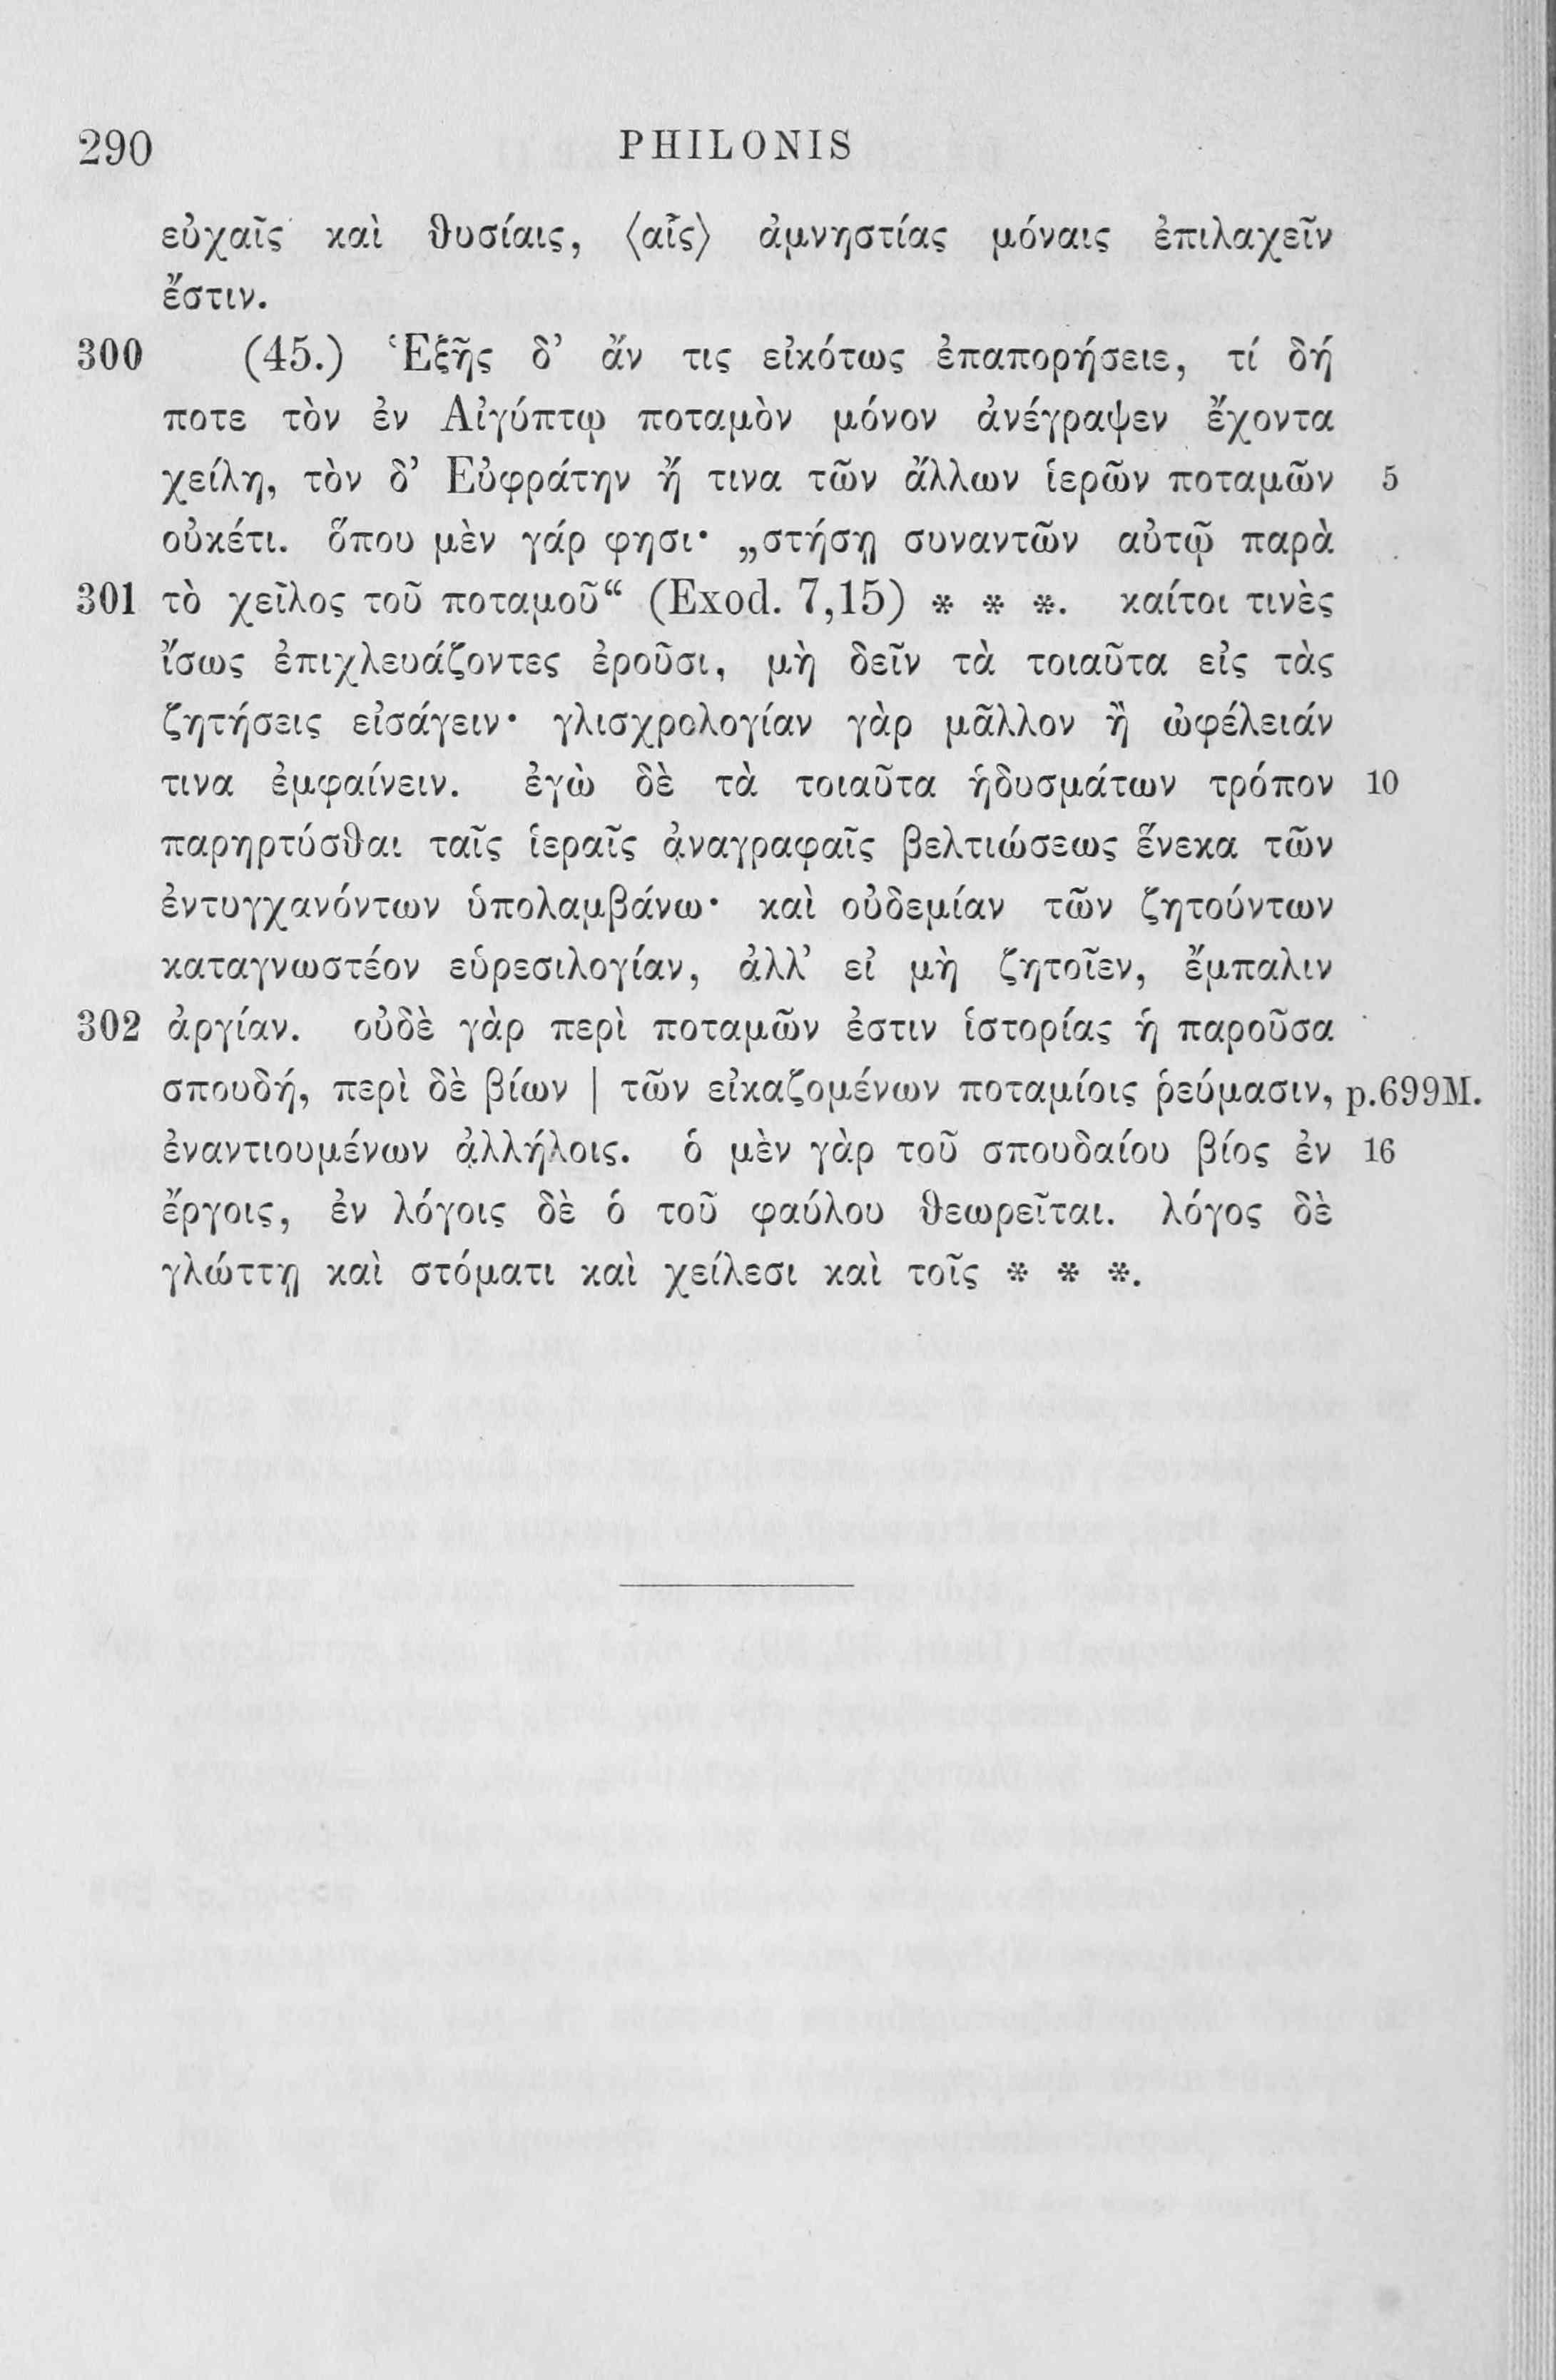 290 PHILONIS
εὐχαῖς καὶ θυσίαις, ⟨αἷς⟩ ἀμνηστίας μόναις ἐπιλαχεῖν
ἔστιν.
300 (45.) Ἑξῆς δ’ ἄν τις εἰκότως ἐπαπορήσειε, τί δή
ποτε τὸν ἐν Αἰγύπτῳ ποταμὸν μόνον ἀνέγραψεν ἔχοντα
χείλη, τὸν δ’ Εὐφράτην ἤ τινα τῶν ἄλλων ἱερῶν ποταμῶν 5
οὐκέτι. ὅπου μὲν γάρ φησι· „στήσῃ συναντῶν αὐτῷ παρὰ
301 τὸ χεῖλος τοῦ ποταμοῦ“ (Exod. 7,15) * * *. καίτοι τινὲς
ἴσως ἐπιχλευάζοντες ἐροῦσι, μὴ δεῖν τὰ τοιαῦτα εἰς τὰς
ζητήσεις εἰσάγειν· γλισχρολογίαν γὰρ μᾶλλον ἢ ὠφέλειάν
τινα ἐμφαίνειν. ἐγὼ δὲ τὰ τοιαῦτα ἡδυσμάτων τρόπον 10
παρηρτύσθαι ταῖς ἱεραῖς ἀναγραφαῖς βελτιώσεως ἕνεκα τῶν
ἐντυγχανόντων ὑπολαμβάνω· καὶ οὐδεμίαν τῶν ζητούντων
καταγνωστέον εὑρεσιλογίαν, ἀλλ’ εἰ μὴ ζητοῖεν, ἔμπαλιν
302 ἀργίαν. οὐδὲ γὰρ περὶ ποταμῶν ἐστιν ἱστορίας ἡ παροῦσα
σπουδή, περὶ δὲ βίων | τῶν εἰκαζομένων ποταμίοις ῥεύμασιν, p.699M.
ἐναντιουμένων ἀλλήλοις. ὁ μὲν γὰρ τοῦ σπουδαίου βίος ἐν 16
ἔργοις, ἐν λόγοις δὲ ὁ τοῦ φαύλου θεωρεῖται. λόγος δὲ
γλώττῃ καὶ στόματι καὶ χείλεσι καὶ τοῖς * * *.